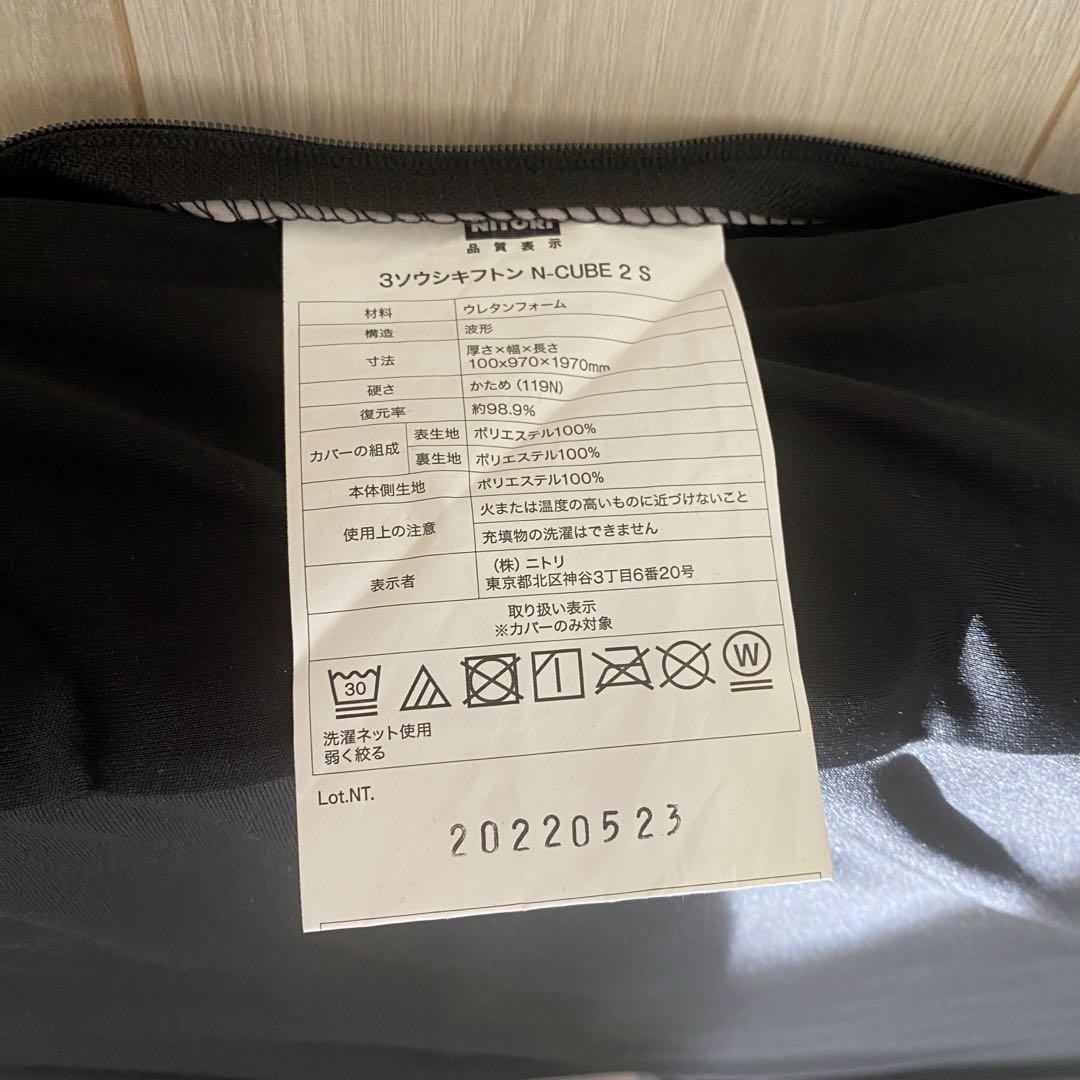 NITORI
品質表示
3ソウシキフトン N-CUBE 2 S
材料 ウレタンフォーム
構造 波形
寸法 厚さ×幅×長さ
100x970×1970mm
硬さ かため（119N）
復元率 約98.9%
カバーの組成 表生地 ポリエステル100%
裏生地 ポリエステル100%
本体側生地 ポリエステル100%
使用上の注意 火または温度の高いものに近づけないこと
充填物の洗濯はできません
表示者 （株）ニトリ
東京都北区神谷3丁目6番20号
取り扱い表示
※カバーのみ対象
30 W
洗濯ネット使用
弱く絞る
Lot.NT.
20220523